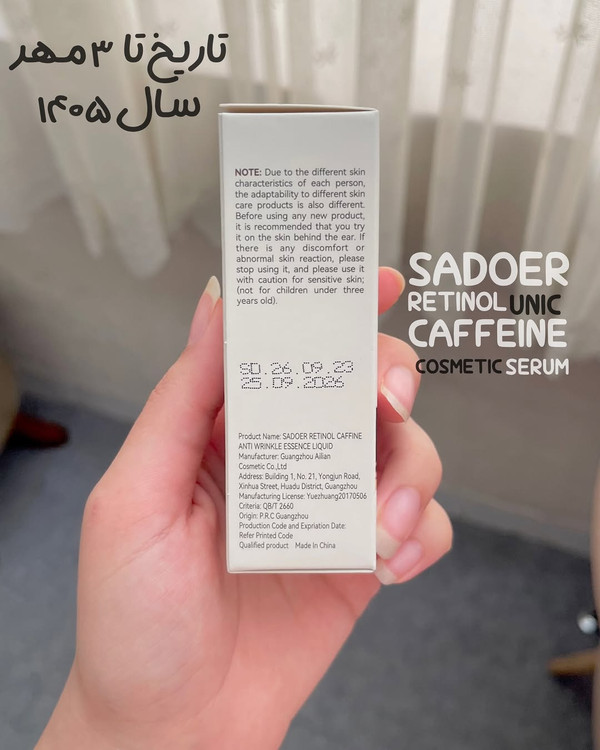 تاریخ تا ۳ مهر
سال ۱۴۰۵
NOTE: Due to the different skin
characteristics of each person,
the adaptability to different skin
care products is also different.
Before using any new product,
it is recommended that you try
it on the skin behind the ear. If
there is any discomfort or
abnormal skin reaction, please
stop using it, and please use it
with caution for sensitive skin;
(not for children under three
years old).
SADOER
RETINOL UNIC
CAFFEINE
COSMETIC SERUM
SD.26.09.23
25.09.2026
Product Name: SADOER RETINOL CAFFINE
ANTI WRINKLE ESSENCE LIQUID
Manufacturer: Guangzhou Ailian
Cosmetic Co.,Ltd
Address: Building 1, No. 21, Yongjun Road,
Xinhua Street, Huadu District, Guangzhou
Manufacturing License: Yuezhuang20170506
Criteria: QB/T 2660
Origin: P.R.C Guangzhou
Production Code and Expriation Date:
Refer Printed Code
Qualified product Made In China